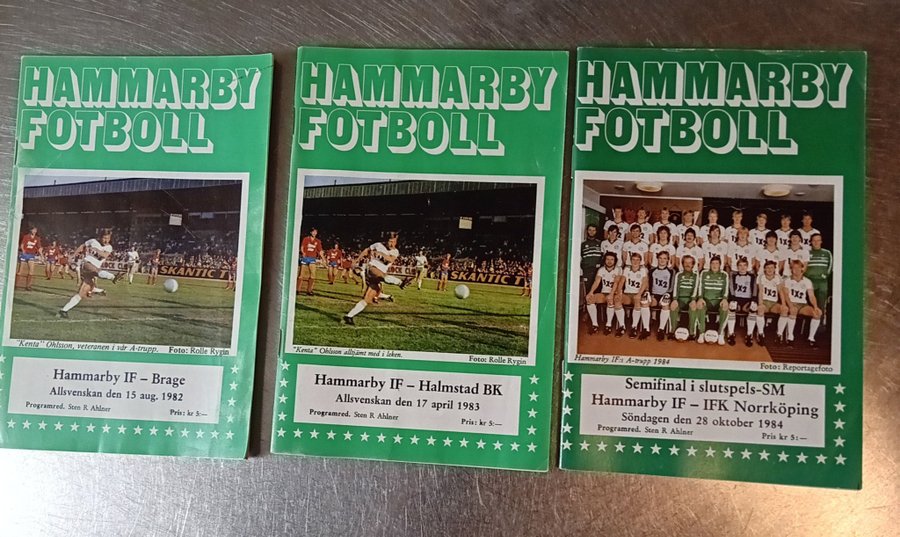 HAMMARBY
FOTBOLL
SKANTIC T
"Kenta" Ohlsson, veteranen i vår A-trupp.
Foto: Rolle Rygin
Hammarby IF – Brage
Allsvenskan den 15 aug. 1982
Programred. Sten R Ahlner
Pris: kr 5:—
HAMMARBY
FOTBOLL
SKANTIC T
"Kenta" Ohlsson alltjämt med i leken.
Foto: Rolle Rygin
Hammarby IF – Halmstad BK
Allsvenskan den 17 april 1983
Programred. Sten R Ahlner
Pris: kr 5:—
HAMMARBY
FOTBOLL
1X2
1X2
1X2
1X2
Hammarby IF:s A-trupp 1984
Foto: Reportagefoto
Semifinal i slutspels-SM
Hammarby IF – IFK Norrköping
Söndagen den 28 oktober 1984
Programred. Sten R Ahlner
Pris kr 5:—